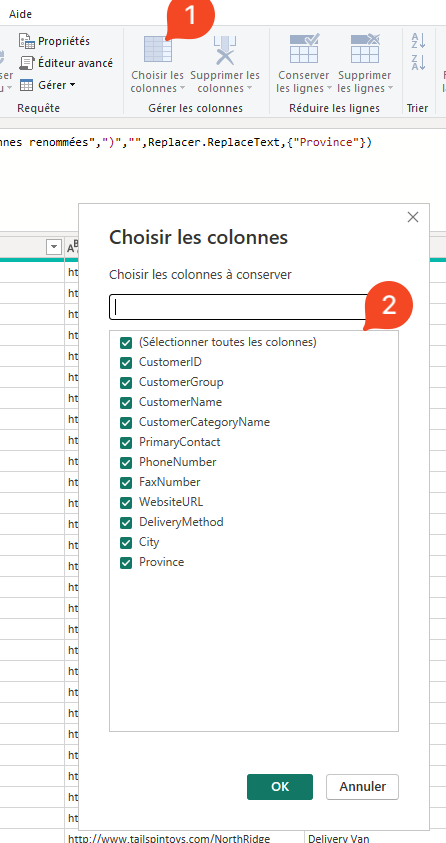 Aide
1
Propriétés
Éditeur avancé
Gérer
Requête
Choisir les
colonnes
Supprimer les
colonnes
Gérer les colonnes
Conserver
les lignes
Supprimer
les lignes
Réduire les lignes
A
Z
Z
A
Trier
nnes renommées",")","",Replacer.ReplaceText,{"Province"})
Choisir les colonnes
Choisir les colonnes à conserver
2
(Sélectionner toutes les colonnes)
CustomerID
CustomerGroup
CustomerName
CustomerCategoryName
PrimaryContact
PhoneNumber
FaxNumber
WebsiteURL
DeliveryMethod
City
Province
OK
Annuler
http://www.tailspintoys.com/NorthRidge
Delivery Van